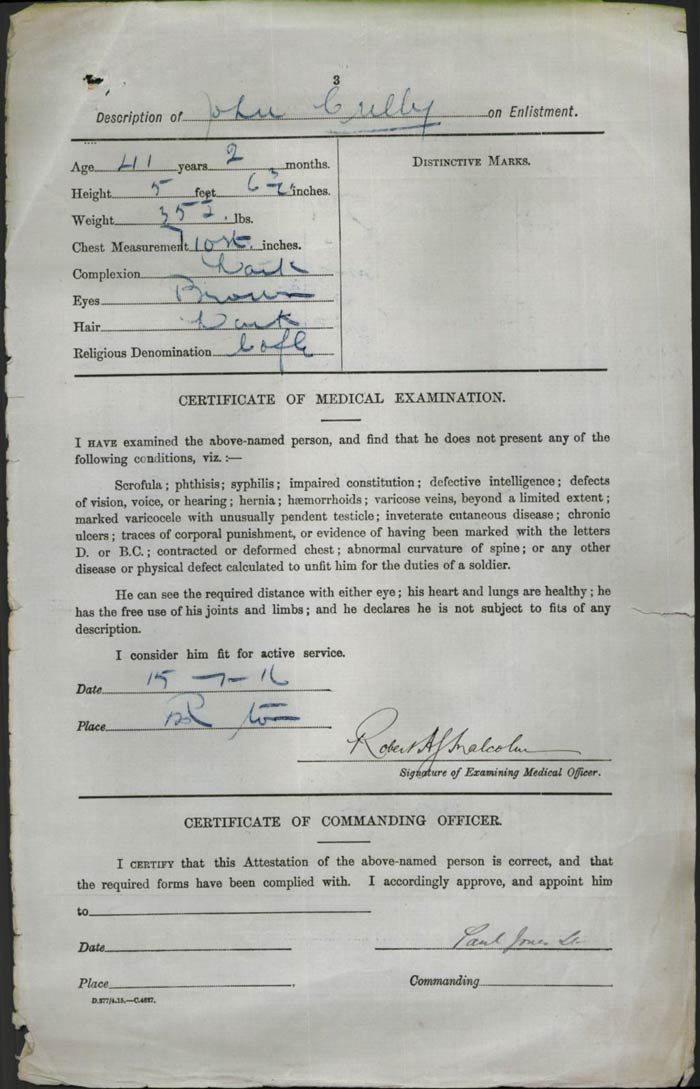 3
Description of John Cully on Enlistment.
Age 41 years 2 months.
Height 5 feet 6 inches.
Weight 352 . lbs.
Chest Measurement inches.
Complexion Dark
Eyes Brown
Hair Dark
Religious Denomination C of E
DISTINCTIVE MARKS.
CERTIFICATE OF MEDICAL EXAMINATION.
I HAVE examined the above-named person, and find that he does not present any of the
following conditions, viz. :—
Scrofula ; phthisis; syphilis ; impaired constitution ; defective intelligence ; defects
of vision, voice, or hearing ; hernia ; hæmorrhoids ; varicose veins, beyond a limited extent ;
marked varicocele with unusually pendent testicle ; inveterate cutaneous disease ; chronic
ulcers ; traces of corporal punishment, or evidence of having been marked with the letters
D. or B.C. ; contracted or deformed chest ; abnormal curvature of spine ; or any other
disease or physical defect calculated to unfit him for the duties of a soldier.
He can see the required distance with either eye ; his heart and lungs are healthy ; he
has the free use of his joints and limbs ; and he declares he is not subject to fits of any
description.
I consider him fit for active service.
Date 15 - 7 - 16
Place
Robert A J Malcolm
Signature of Examining Medical Officer.
CERTIFICATE OF COMMANDING OFFICER.
I CERTIFY that this Attestation of the above-named person is correct, and that
the required forms have been complied with. I accordingly approve, and appoint him
to
Date
Paul Jones Lt
Place
Commanding
D.877/4.15.—C.4687.